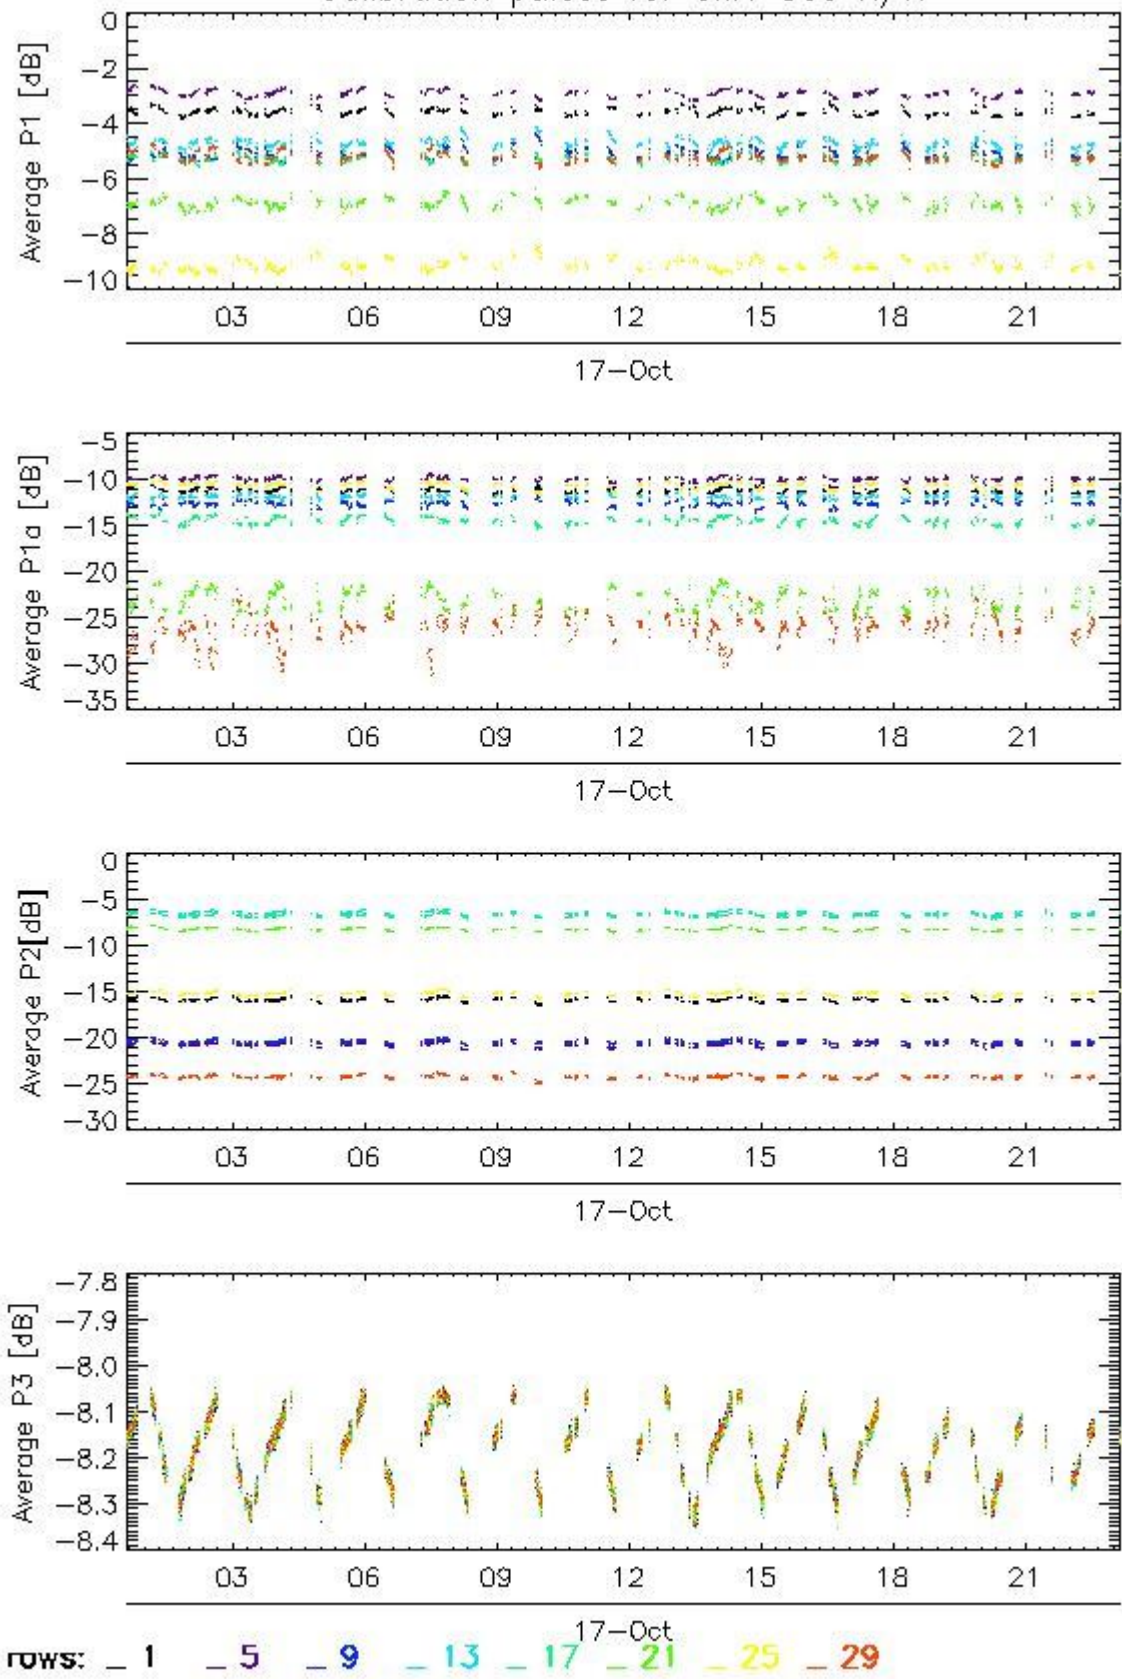 Average P1 [dB]
0
-2
-4
-6
-8
-10
03 06 09 12 15 18 21
17-Oct
Average P1a [dB]
-5
-10
-15
-20
-25
-30
-35
03 06 09 12 15 18 21
17-Oct
Average P2[dB]
0
-5
-10
-15
-20
-25
-30
03 06 09 12 15 18 21
17-Oct
Average P3 [dB]
-7.8
-7.9
-8.0
-8.1
-8.2
-8.3
-8.4
03 06 09 12 15 18 21
17-Oct
rows: _ 1 _ 5 _ 9 _ 13 _ 17 _ 21 _ 25 _ 29